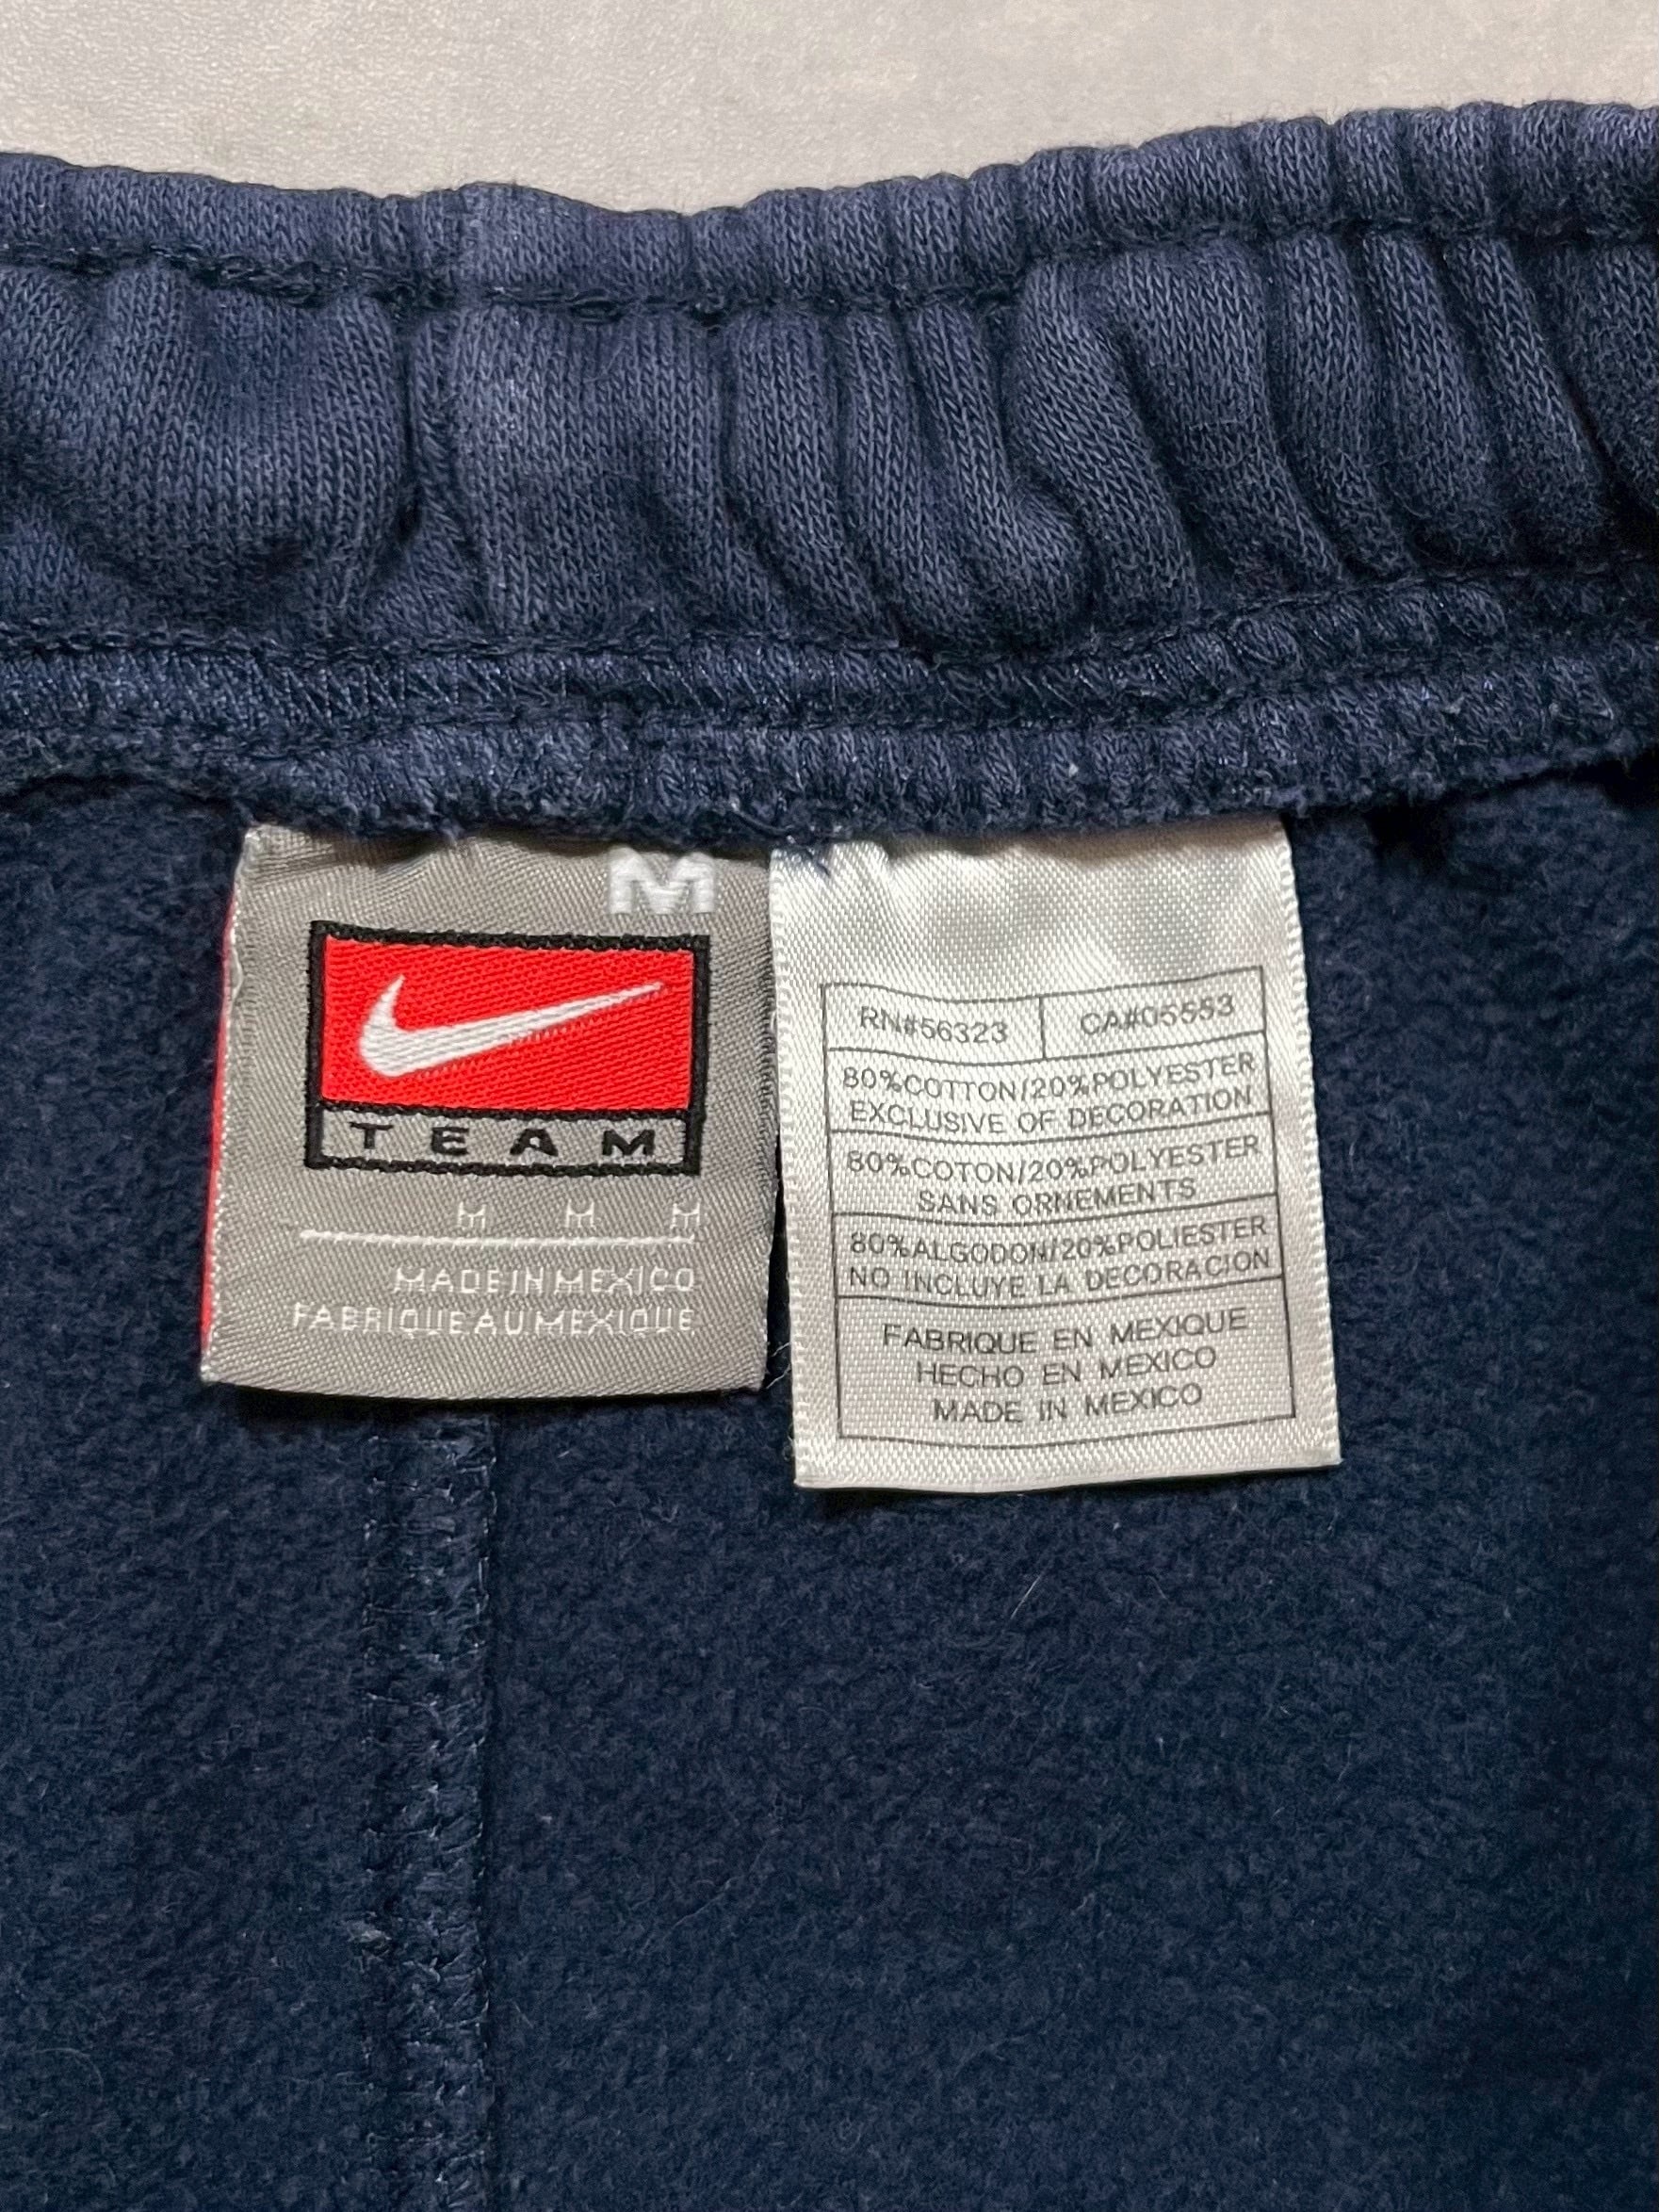 M
TEAM
M M M
MADE IN MEXICO
FABRIQUE AU MEXIQUE
RN#56323 CA#05553
80%COTTON/20%POLYESTER
EXCLUSIVE OF DECORATION
80%COTON/20%POLYESTER
SANS ORNEMENTS
80%ALGODON/20%POLIESTER
NO INCLUYE LA DECORACION
FABRIQUE EN MEXIQUE
HECHO EN MEXICO
MADE IN MEXICO